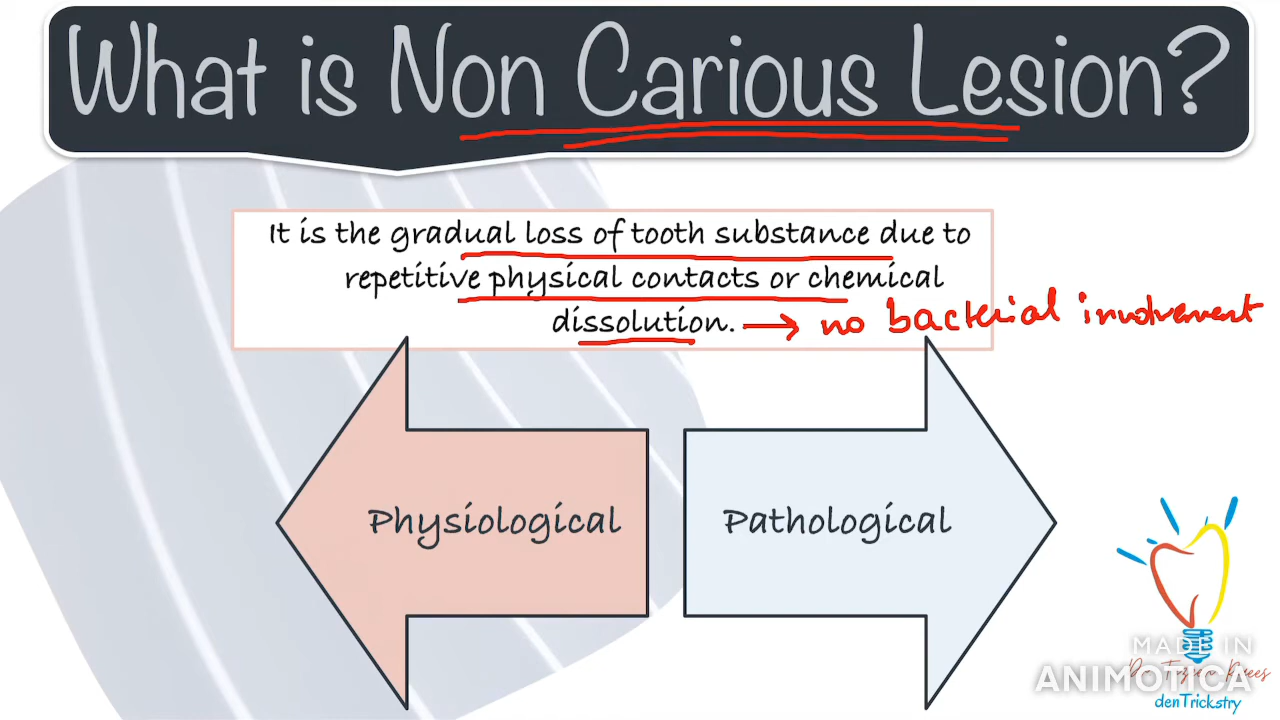 What is Non Carious Lesion?
It is the gradual loss of tooth substance due to
repetitive physical contacts or chemical
dissolution. → no bacterial involvement
Physiological
Pathological
MADE IN
ANIMOTICA
denTrickstry